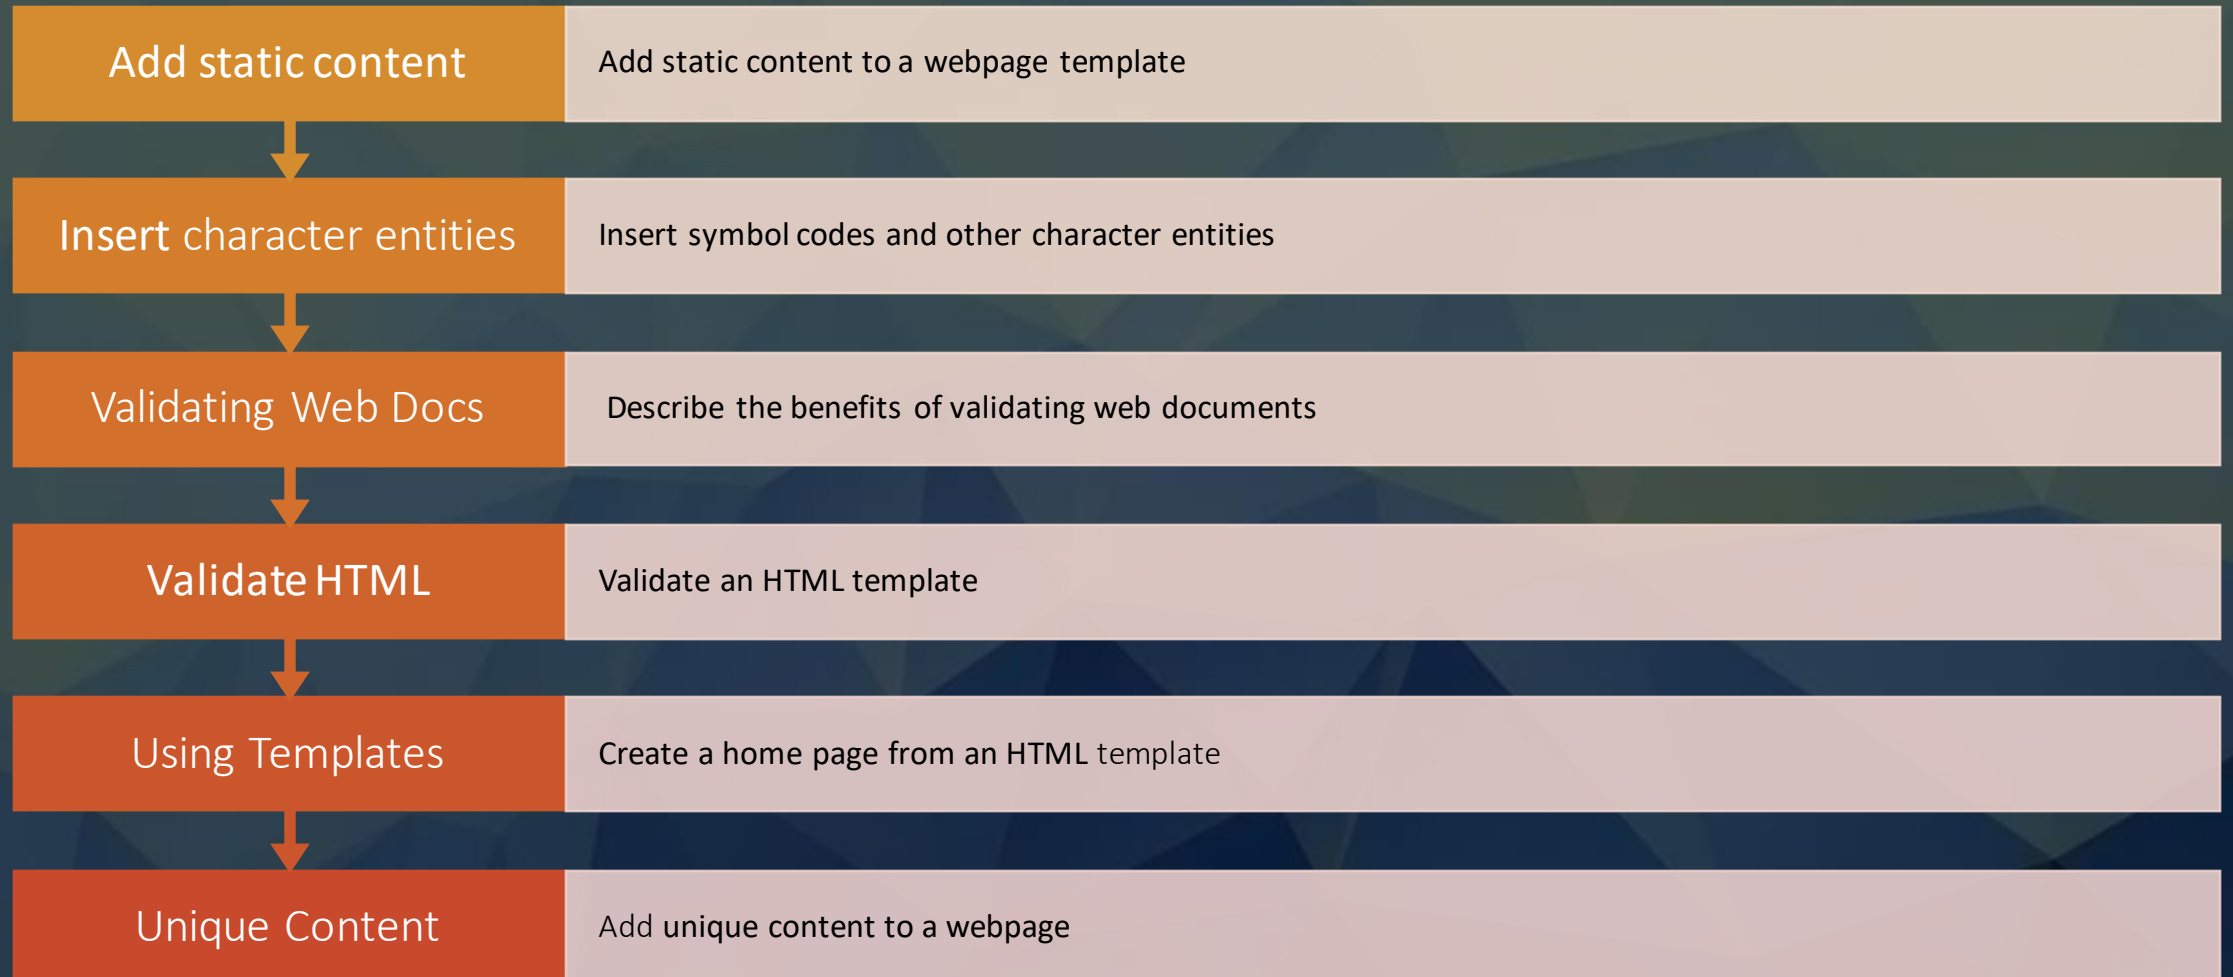 Add static content
Add static content to a webpage template
Insert character entities
Insert symbol codes and other character entities
Validating Web Docs
Describe the benefits of validating web documents
Validate HTML
Validate an HTML template
Using Templates
Create a home page from an HTML template
Unique Content
Add unique content to a webpage